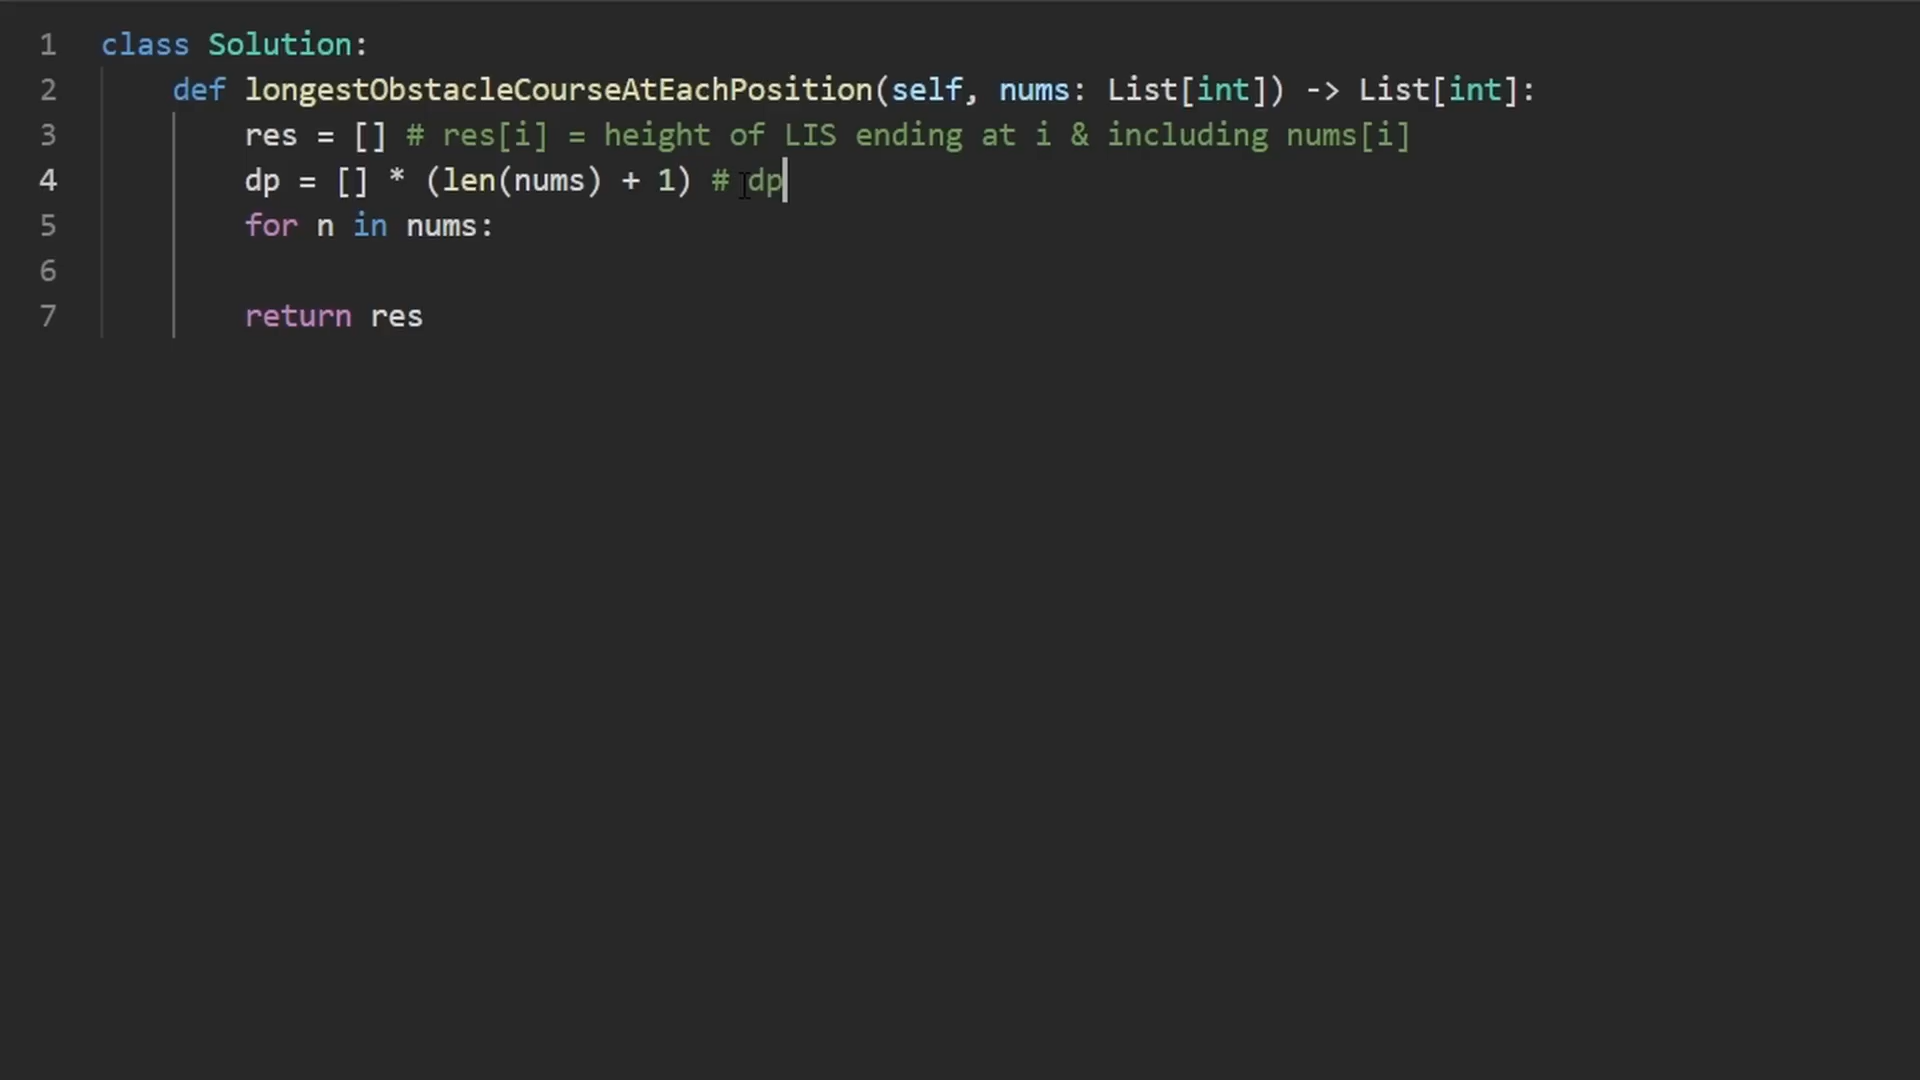 1 class Solution:
2 def longestObstacleCourseAtEachPosition(self, nums: List[int]) -> List[int]:
3 res = [] # res[i] = height of LIS ending at i & including nums[i]
4 dp = [] * (len(nums) + 1) # dp
5 for n in nums:
6
7 return res